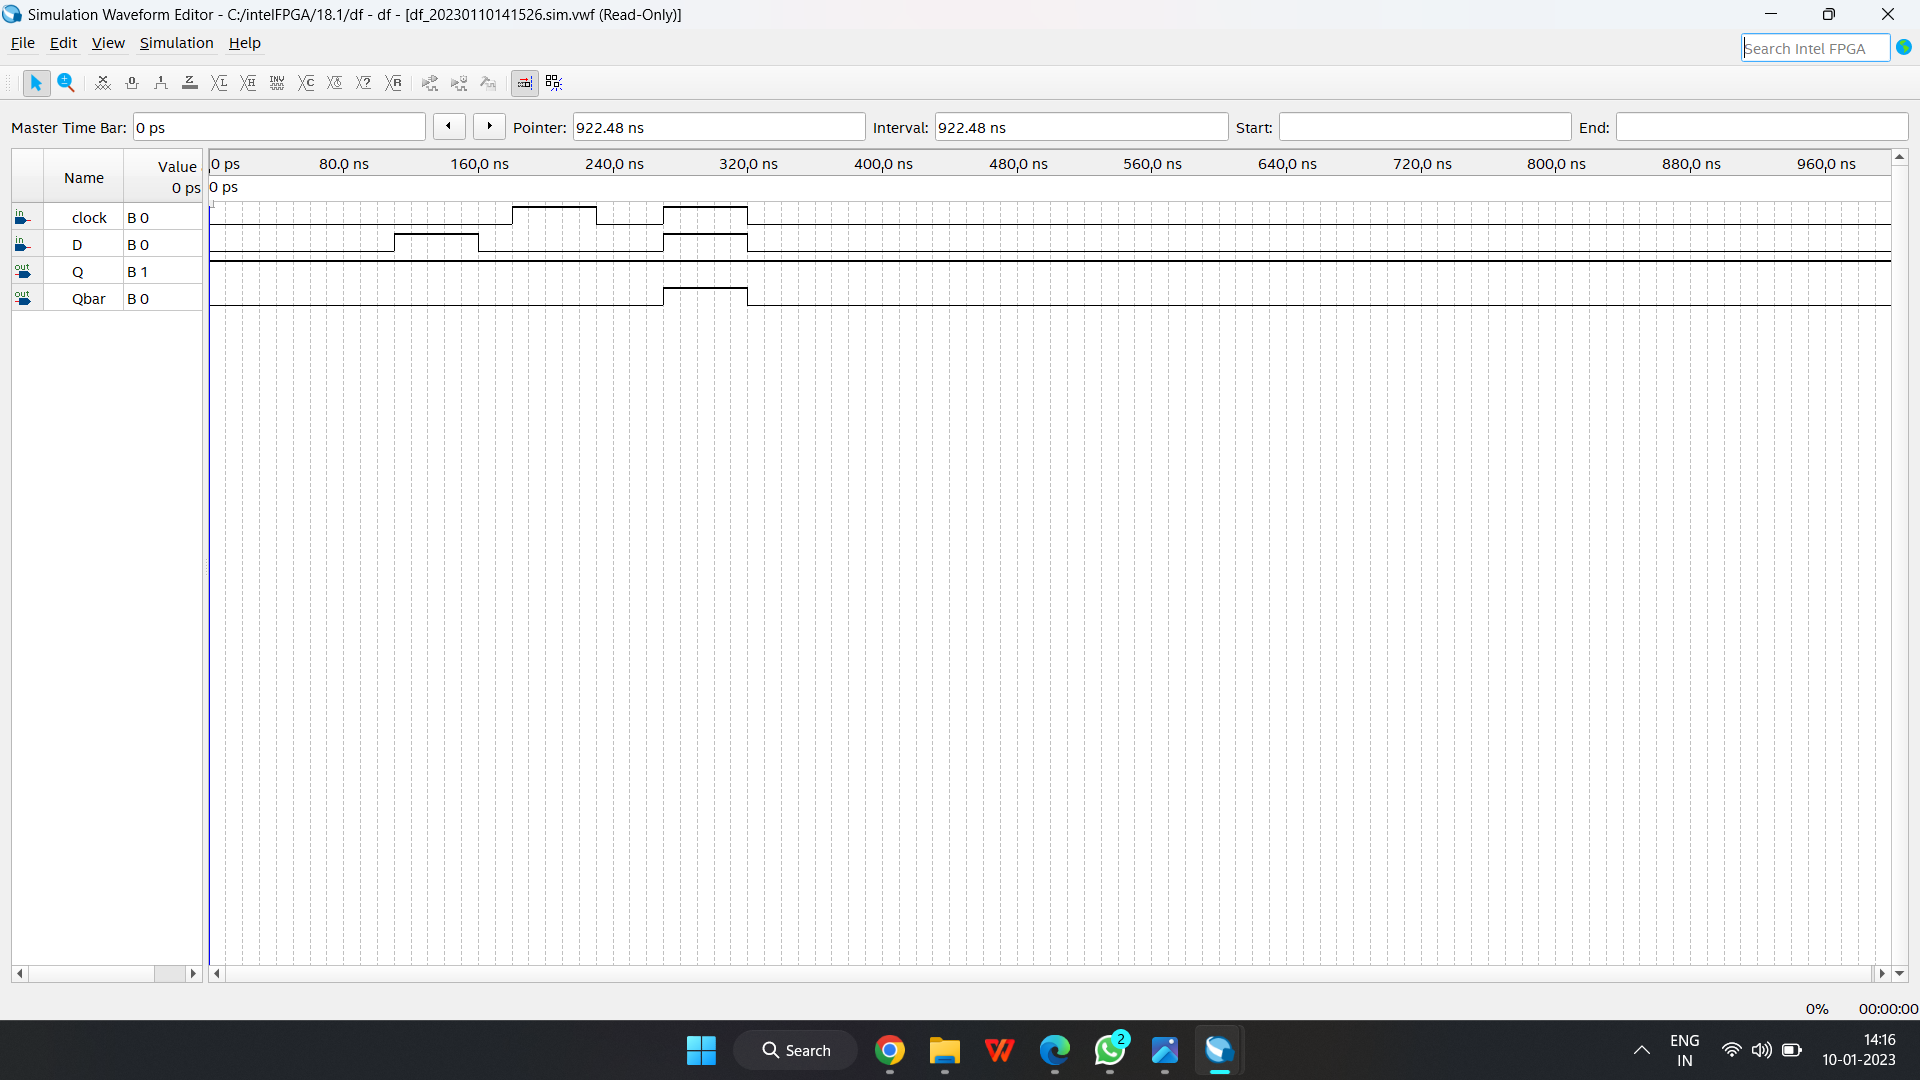 Simulation Waveform Editor - C:/intelFPGA/18.1/df - df - [df_20230110141526.sim.vwf (Read-Only)]
File Edit View Simulation Help
Search Intel FPGA
Master Time Bar: 0 ps Pointer: 922.48 ns Interval: 922.48 ns Start: End:
Name Value 0 ps
0 ps 80.0 ns 160.0 ns 240.0 ns 320.0 ns 400.0 ns 480.0 ns 560.0 ns 640.0 ns 720.0 ns 800.0 ns 880.0 ns 960.0 ns
0 ps
in clock B 0
in D B 0
out Q B 1
out Qbar B 0
0% 00:00:00
Search 2 ENG IN 14:16
10-01-2023